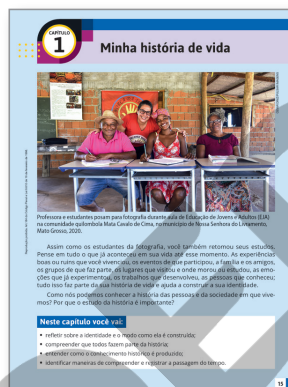 CAPÍTULO
1
Minha história de vida
Professora e estudantes posam para fotografia durante aula de Educação de Jovens e Adultos (EJA)
na comunidade quilombola Mata Cavalo de Cima, no município de Nossa Senhora do Livramento,
Mato Grosso, 2020.
Assim como os estudantes da fotografia, você também retomou seus estudos.
Pense em tudo o que já aconteceu em sua vida até esse momento. As experiências
boas ou ruins que você vivenciou, os eventos de que participou, a família e os amigos,
os grupos de que faz parte, os lugares que visitou e onde morou ou estudou, as emo-
ções que já experimentou, os trabalhos que desenvolveu, as pessoas que conheceu;
tudo isso faz parte da sua história de vida e ajuda a construir a sua identidade.
Como nós podemos conhecer a história das pessoas e da sociedade em que vive-
mos? Por que o estudo da história é importante?
Neste capítulo você vai:
• refletir sobre a identidade e o modo como ela é construída;
• compreender que todos fazem parte da história;
• entender como o conhecimento histórico é produzido;
• identificar maneiras de compreender e registrar a passagem do tempo.
13